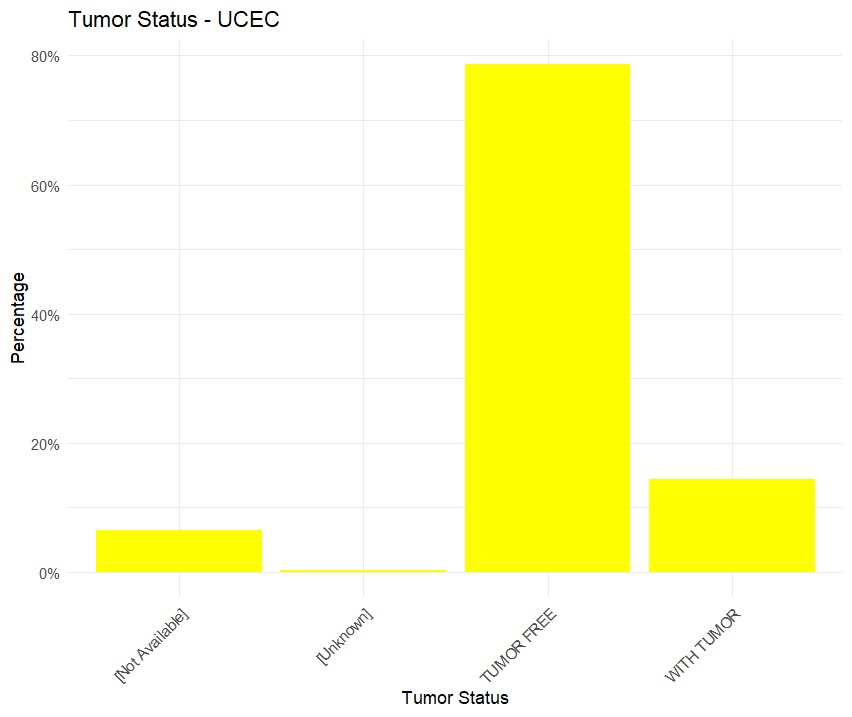 Tumor Status - UCEC
80%
60%
40%
20%
0%
Percentage
[Not Available]
[Unknown]
TUMOR FREE
WITH TUMOR
Tumor Status